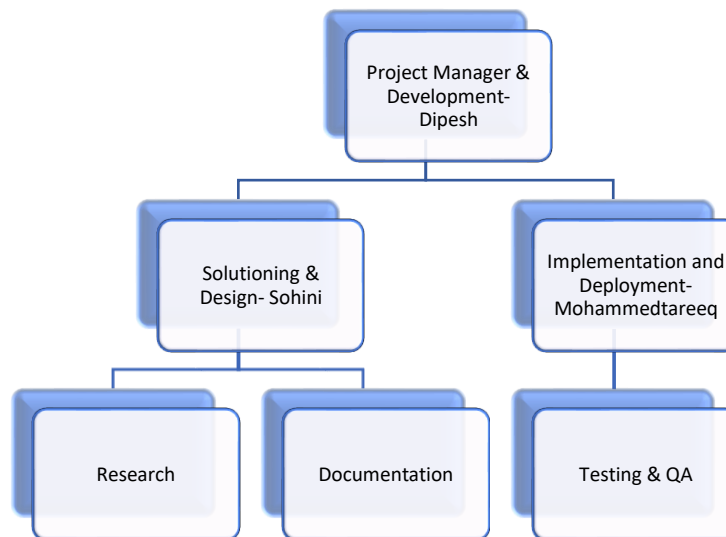 Project Manager &
Development-
Dipesh
Solutioning &
Design- Sohini
Implementation and
Deployment-
Mohammedtareeq
Research
Documentation
Testing & QA